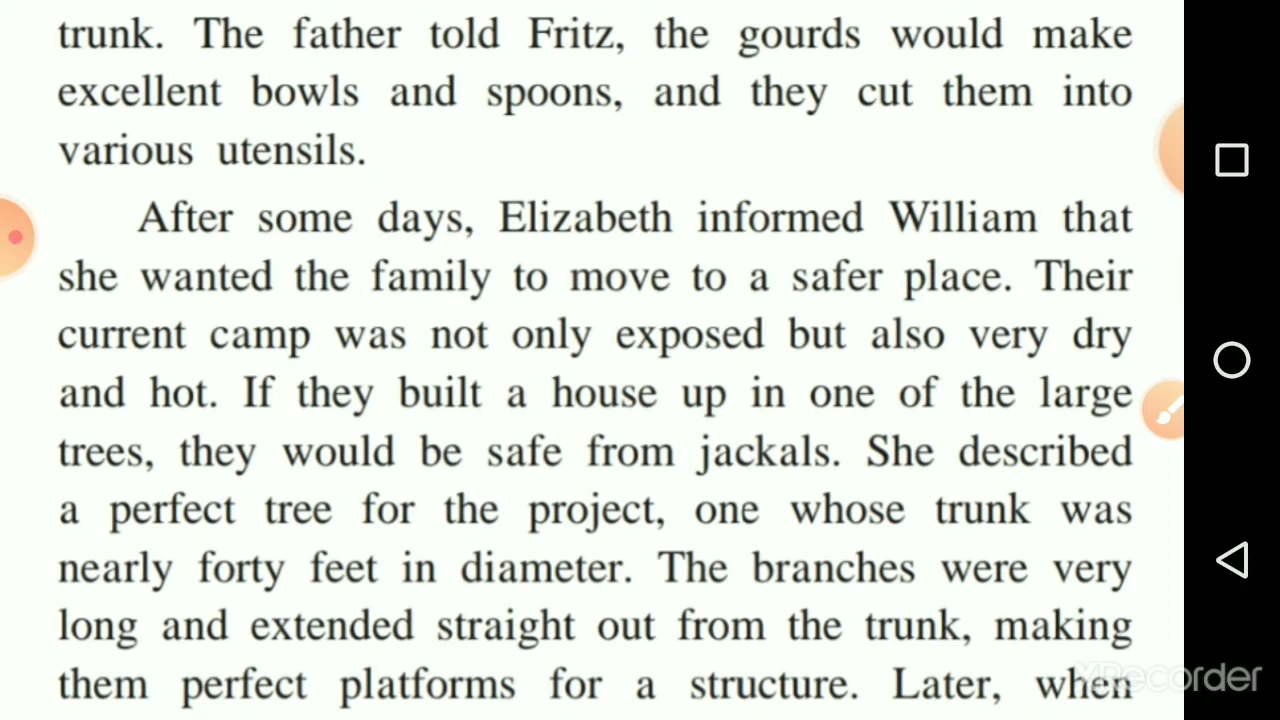 trunk. The father told Fritz, the gourds would make
excellent bowls and spoons, and they cut them into
various utensils.
After some days, Elizabeth informed William that
she wanted the family to move to a safer place. Their
current camp was not only exposed but also very dry
and hot. If they built a house up in one of the large
trees, they would be safe from jackals. She described
a perfect tree for the project, one whose trunk was
nearly forty feet in diameter. The branches were very
long and extended straight out from the trunk, making
them perfect platforms for a structure. Later, when
XRecorder